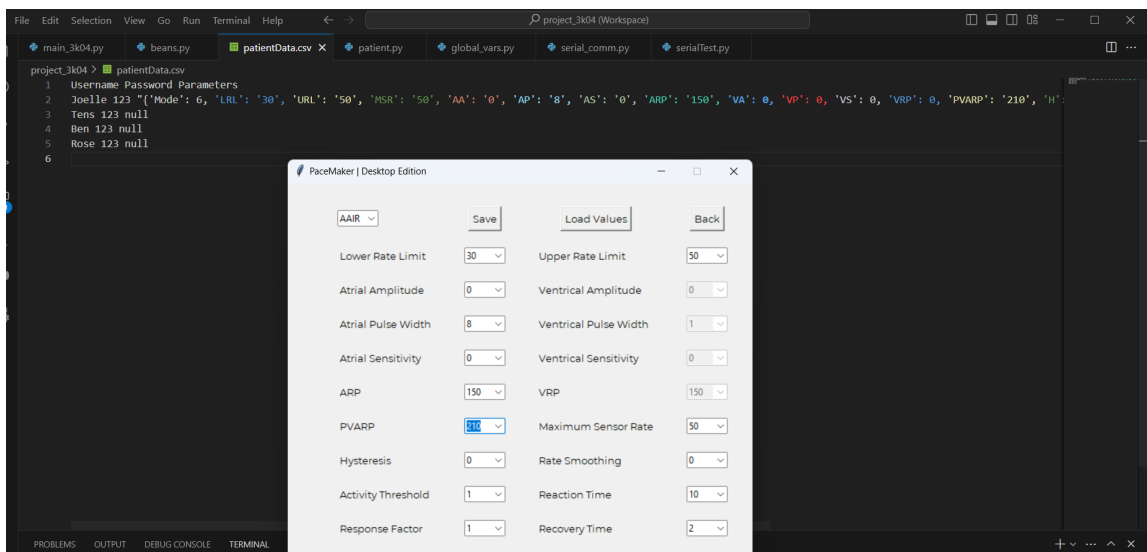 File Edit Selection View Go Run Terminal Help project_3k04 (Workspace)
main_3k04.py beans.py patientData.csv patient.py global_vars.py serial_comm.py serialTest.py
project_3k04 > patientData.csv
1 Username Password Parameters
2 Joelle 123 "{'Mode': 6, 'LRL': '30', 'URL': '50', 'MSR': '50', 'AA': '0', 'AP': '8', 'AS': '0', 'ARP': '150', 'VA': 0, 'VP': 0, 'VS': 0, 'VRP': 0, 'PVARP': '210', 'H':
3 Tens 123 null
4 Ben 123 null
5 Rose 123 null
6
PaceMaker | Desktop Edition
AAIR Save Load Values Back
Lower Rate Limit 30 Upper Rate Limit 50
Atrial Amplitude 0 Ventrical Amplitude 0
Atrial Pulse Width 8 Ventrical Pulse Width 1
Atrial Sensitivity 0 Ventrical Sensitivity 0
ARP 150 VRP 150
PVARP 210 Maximum Sensor Rate 50
Hysteresis 0 Rate Smoothing 0
Activity Threshold 1 Reaction Time 10
Response Factor 1 Recovery Time 2
PROBLEMS OUTPUT DEBUG CONSOLE TERMINAL